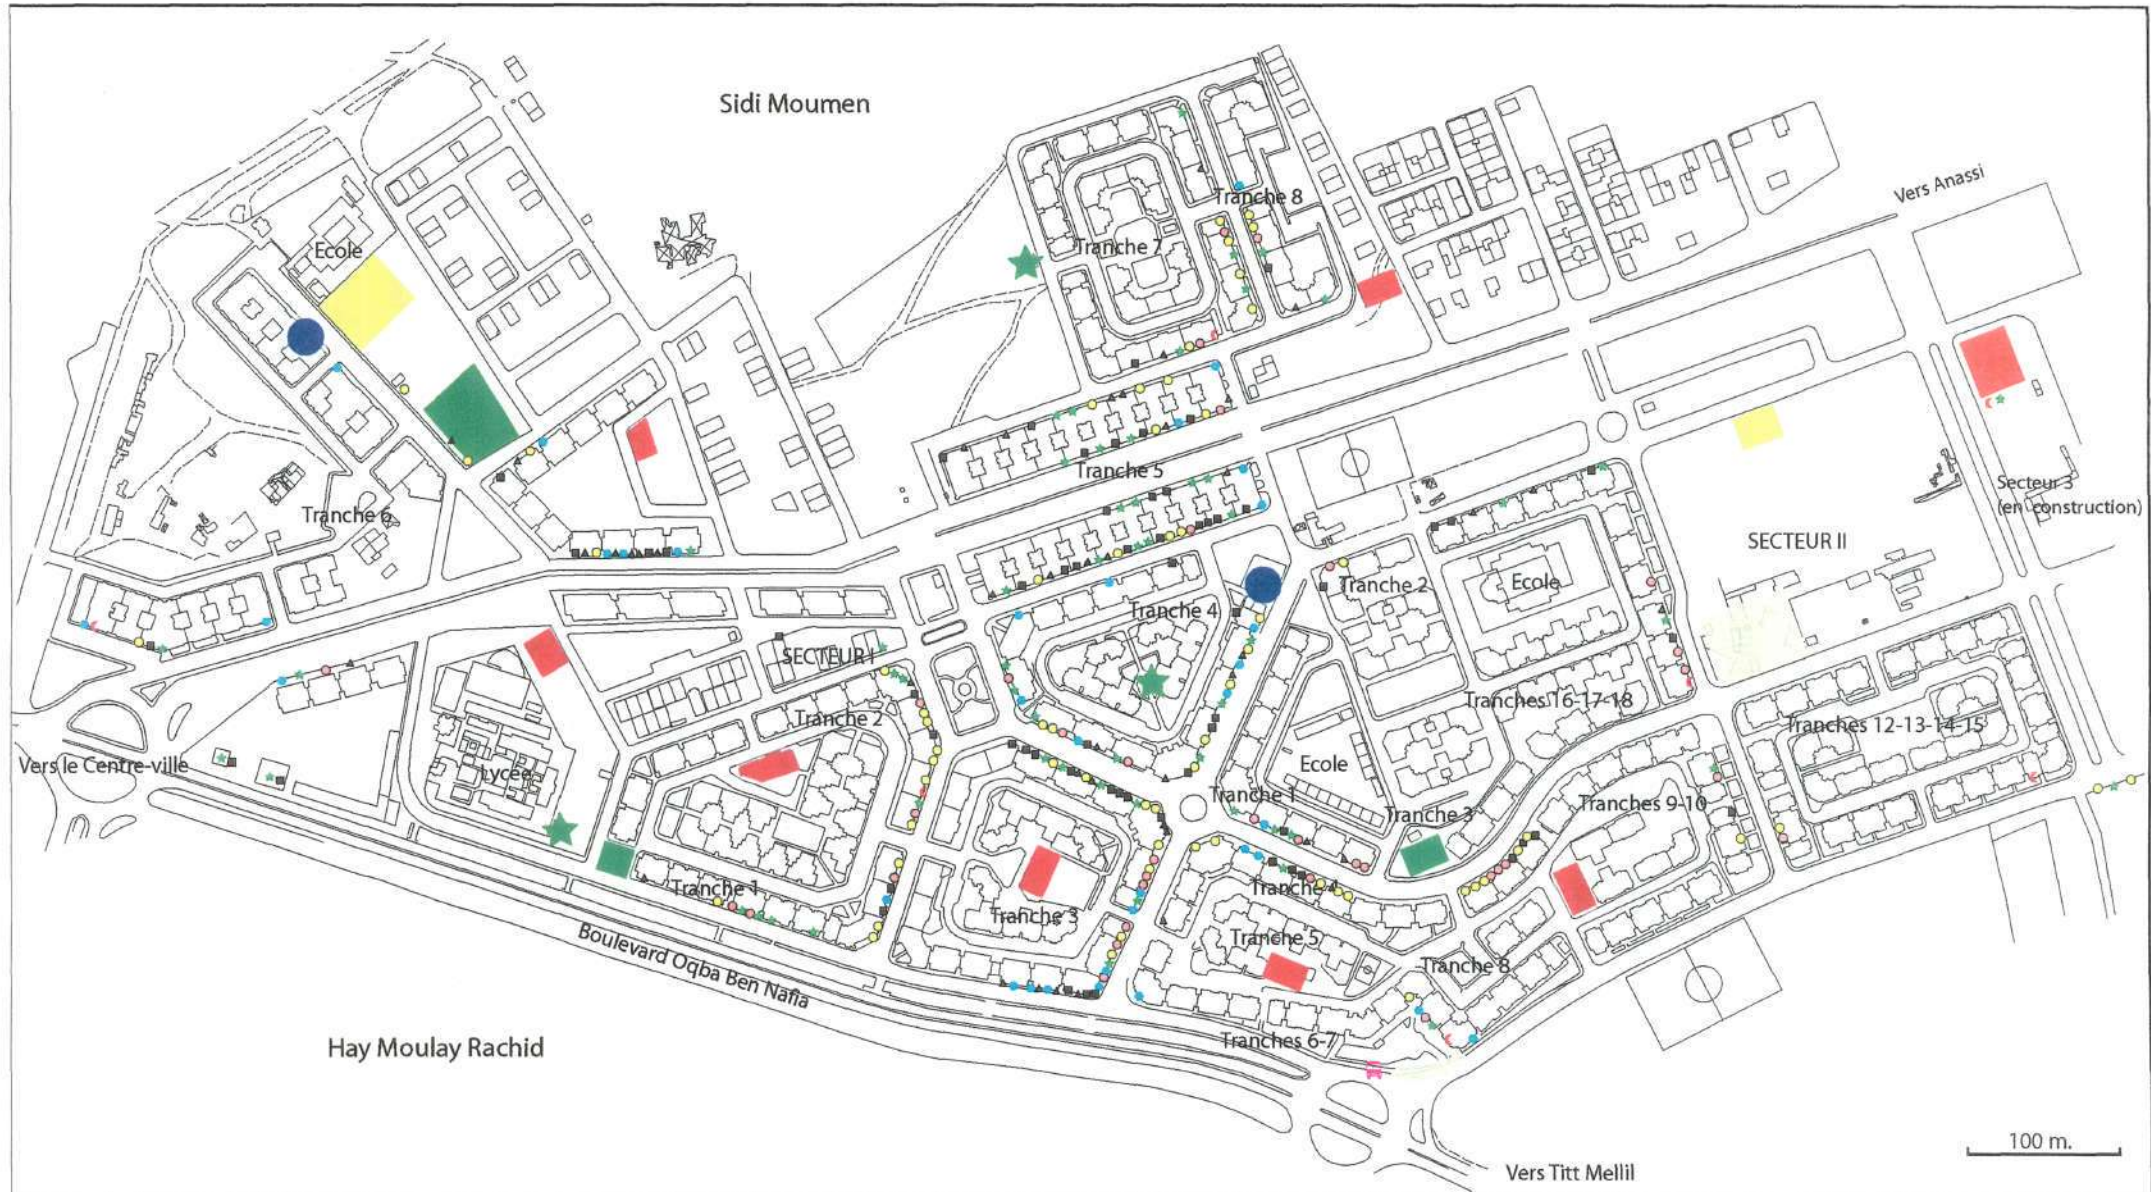 Sidi Moumen
Vers Anassi
Tranche 8
Ecole
Tranche 7
Tranche 5
Secteur 3
(en construction)
Tranche 6
SECTEUR II
Tranche 2
Ecole
Tranche 4
SECTEUR I
Tranches 16-17-18
Tranche 2
Tranches 12-13-14-15
Vers le Centre-ville
Lycée
Ecole
Tranche 1
Tranche 3
Tranches 9-10
Tranche 1
Tranche 4
Tranche 3
Tranche 5
Boulevard Oqba Ben Nafia
Tranche 8
Hay Moulay Rachid
Tranches 6-7
100 m.
Vers Titt Mellil